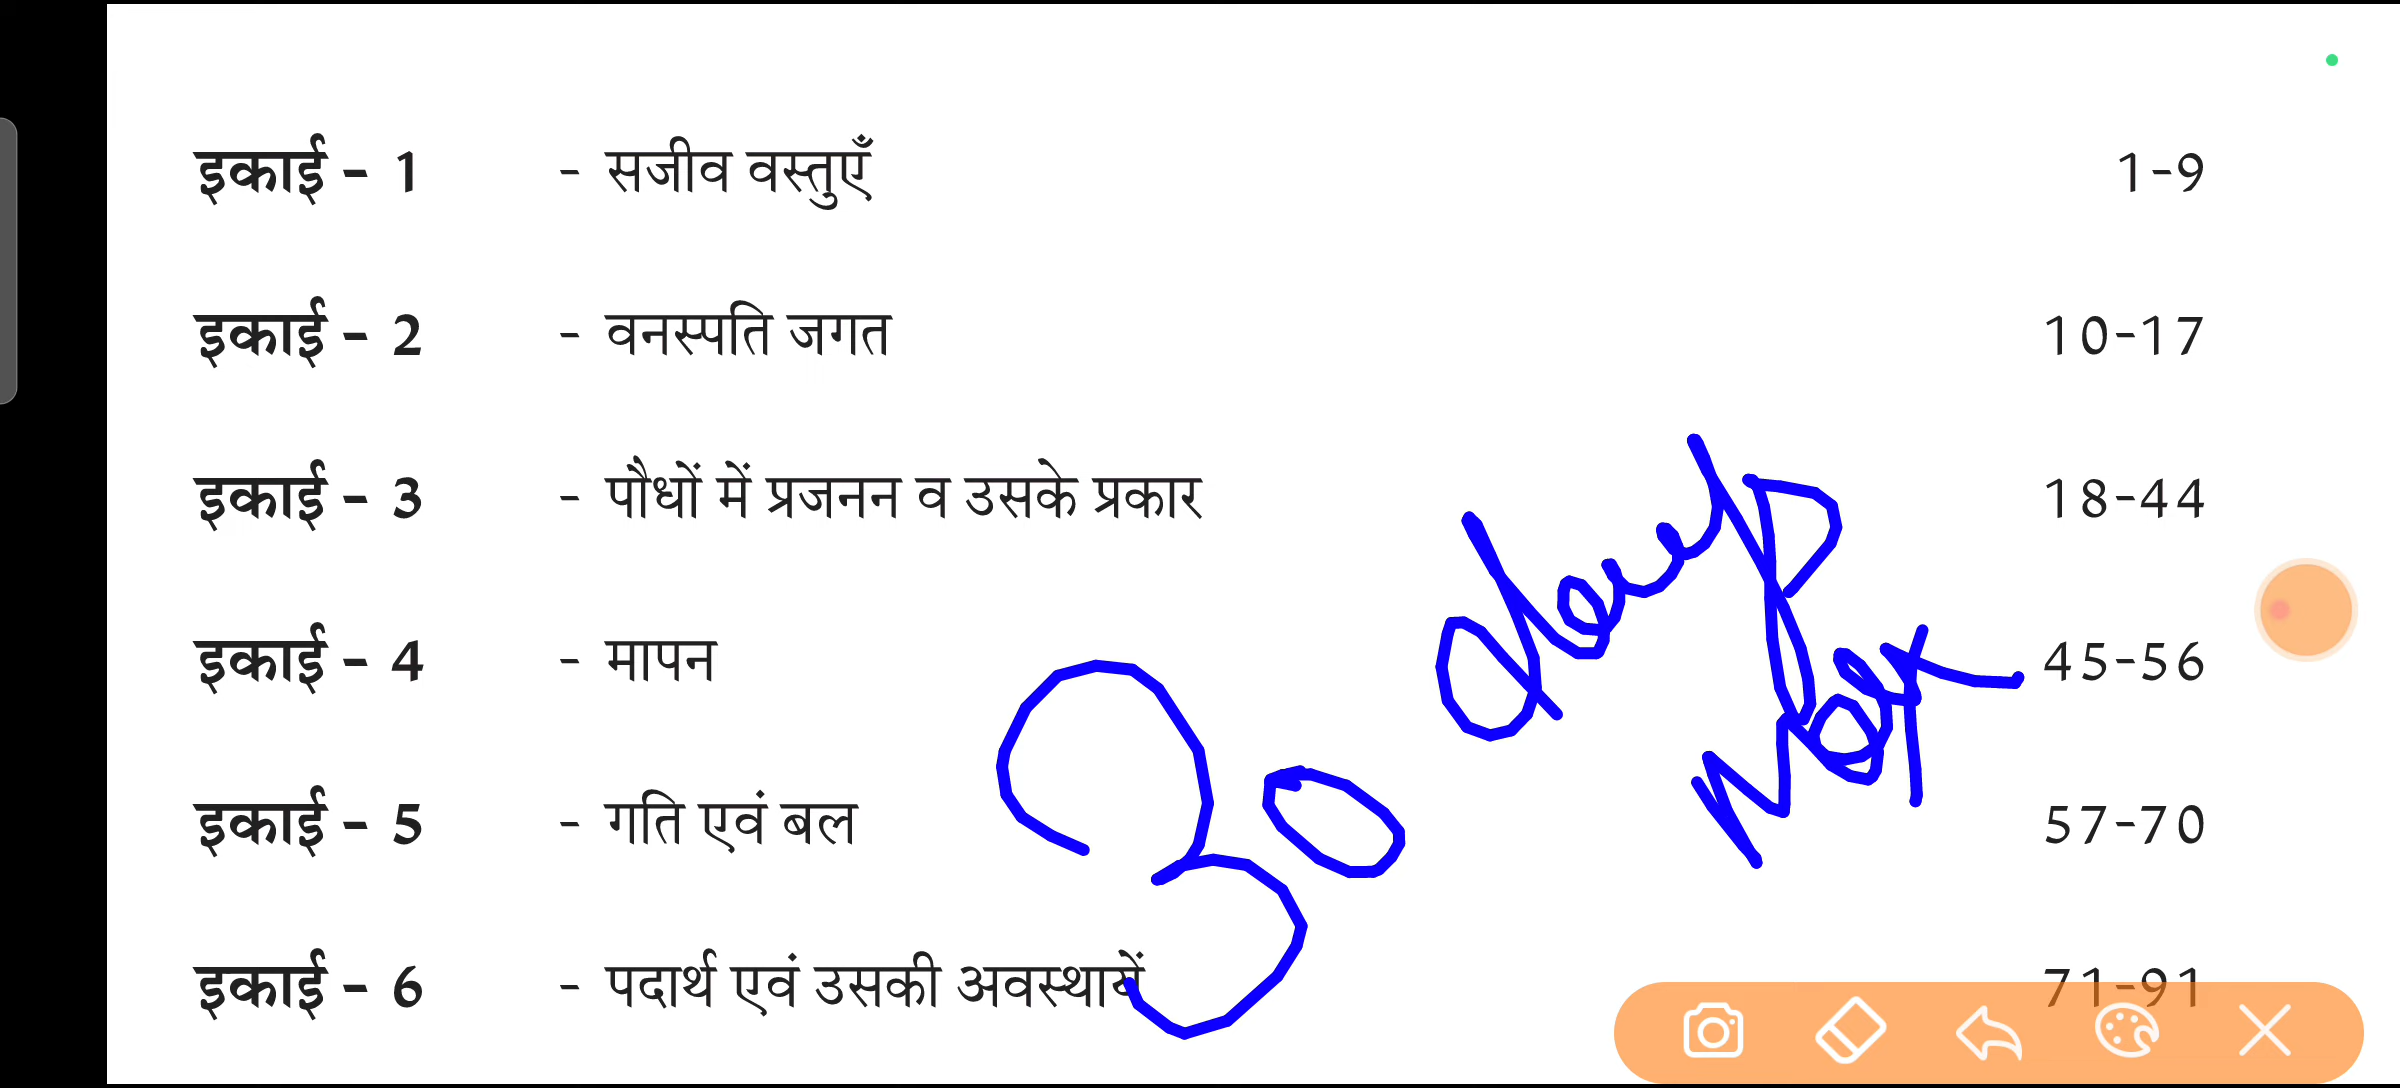 इकाई - 1 - सजीव वस्तुएँ 1-9
इकाई - 2 - वनस्पति जगत 10-17
इकाई - 3 - पौधों में प्रजनन व उसके प्रकार 18-44
इकाई - 4 - मापन 45-56
इकाई - 5 - गति एवं बल 57-70
इकाई - 6 - पदार्थ एवं उसकी अवस्थायें 71-91
30